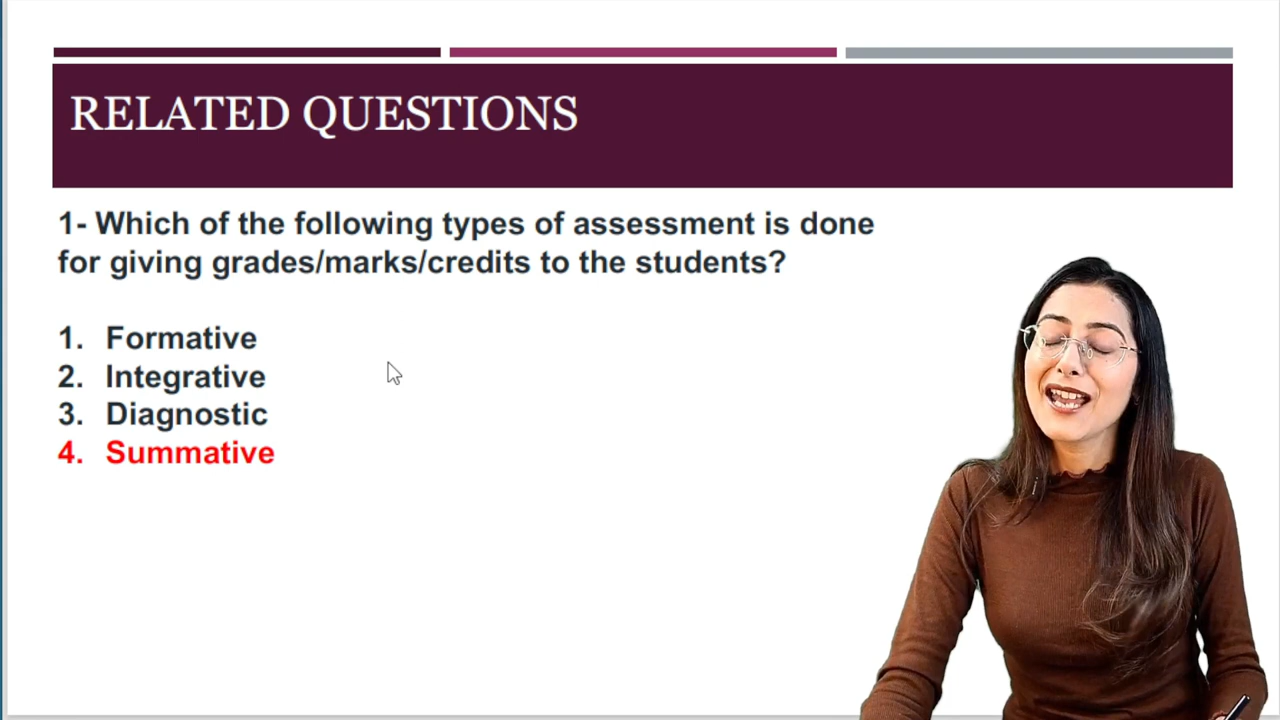 RELATED QUESTIONS
1- Which of the following types of assessment is done
for giving grades/marks/credits to the students?
1. Formative
2. Integrative
3. Diagnostic
4. Summative